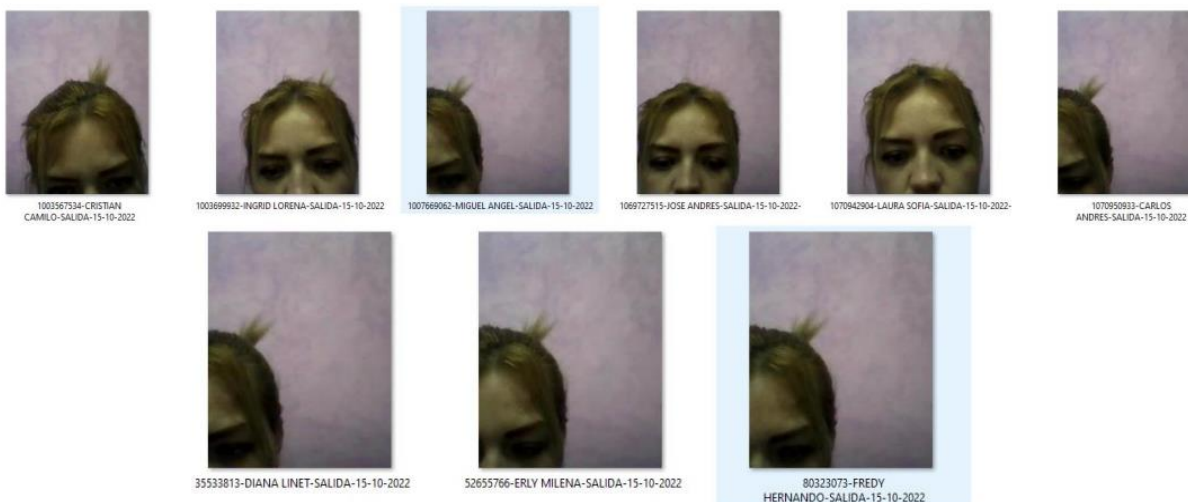 1003567534-CRISTIAN
CAMILO-SALIDA-15-10-2022
1003699932-INGRID LORENA-SALIDA-15-10-2022
1007669062-MIGUEL ANGEL-SALIDA-15-10-2022
1069727515-JOSE ANDRES-SALIDA-15-10-2022-
1070942904-LAURA SOFIA-SALIDA-15-10-2022-
1070950933-CARLOS
ANDRES-SALIDA-15-10-2022
35533813-DIANA LINET-SALIDA-15-10-2022
52655766-ERLY MILENA-SALIDA-15-10-2022
80323073-FREDY
HERNANDO-SALIDA-15-10-2022